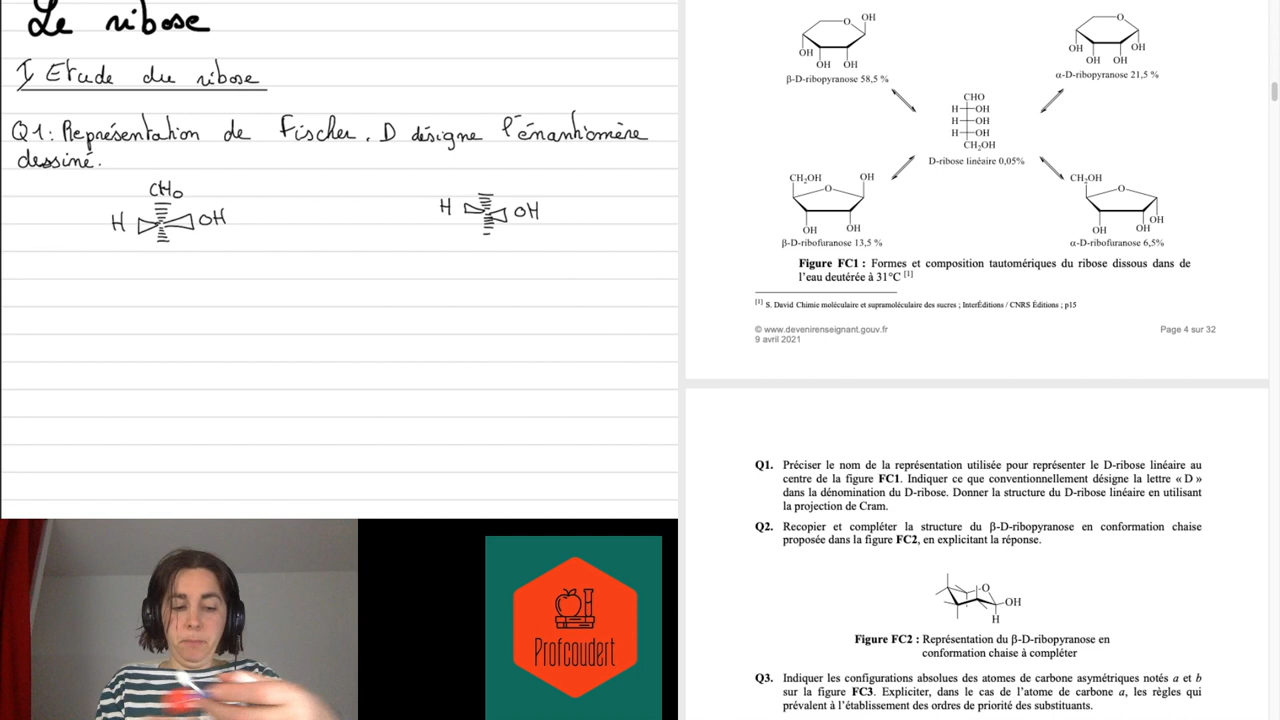 Le ribose
I Etude du ribose
Q1: Représentation de Fischer. D désigne l'énantiomère
dessiné.
CHO
H OH
H OH
OH
O
OH
OH OH
β-D-ribopyranose 58,5 %
O
OH OH
OH OH
α-D-ribopyranose 21,5 %
CHO
H OH
H OH
H OH
CH2OH
D-ribose linéaire 0,05%
CH2OH OH
O
OH OH
β-D-ribofuranose 13,5 %
CH2OH
O
OH
OH OH
α-D-ribofuranose 6,5%
Figure FC1 : Formes et composition tautomériques du ribose dissous dans de
l'eau deutérée à 31°C [1]
[1] S. David Chimie moléculaire et supramoléculaire des sucres ; InterÉditions / CNRS Éditions ; p15
© www.devenirenseignant.gouv.fr Page 4 sur 32
9 avril 2021
Q1. Préciser le nom de la représentation utilisée pour représenter le D-ribose linéaire au
centre de la figure FC1. Indiquer ce que conventionnellement désigne la lettre « D »
dans la dénomination du D-ribose. Donner la structure du D-ribose linéaire en utilisant
la projection de Cram.
Q2. Recopier et compléter la structure du β-D-ribopyranose en conformation chaise
proposée dans la figure FC2, en explicitant la réponse.
O
OH
H
Figure FC2 : Représentation du β-D-ribopyranose en
conformation chaise à compléter
Q3. Indiquer les configurations absolues des atomes de carbone asymétriques notés a et b
sur la figure FC3. Expliciter, dans le cas de l'atome de carbone a, les règles qui
prévalent à l'établissement des ordres de priorité des substituants.
Profcoudert